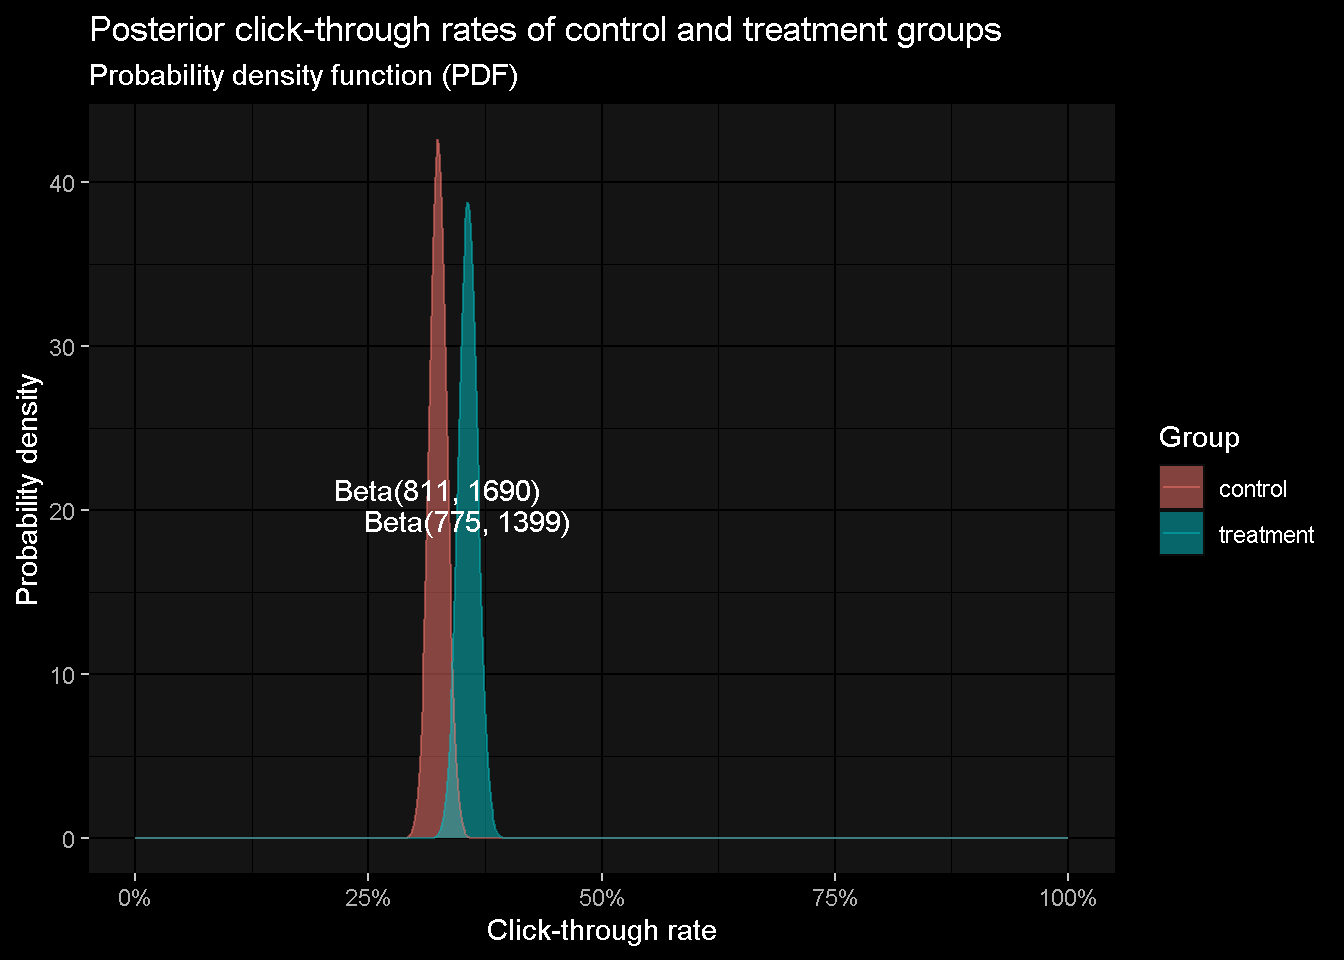 Posterior click-through rates of control and treatment groups
Probability density function (PDF)
Probability density
40
30
20
10
0
Beta(811, 1690)
Beta(775, 1399)
0% 25% 50% 75% 100%
Click-through rate
Group
control
treatment